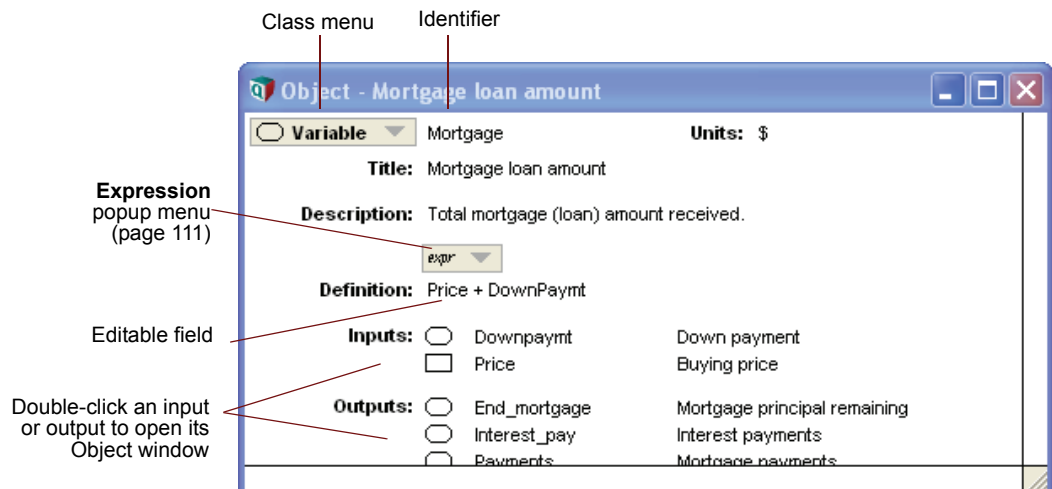 Class menu Identifier
Object - Mortgage loan amount
Variable Mortgage Units: $
Title: Mortgage loan amount
Expression
popup menu
(page 111)
Description: Total mortgage (loan) amount received.
expr
Definition: Price + DownPaymt
Editable field
Inputs: Downpaymt Down payment
Price Buying price
Double-click an input
or output to open its
Object window
Outputs: End_mortgage Mortgage principal remaining
Interest_pay Interest payments
Payments Mortgage payments